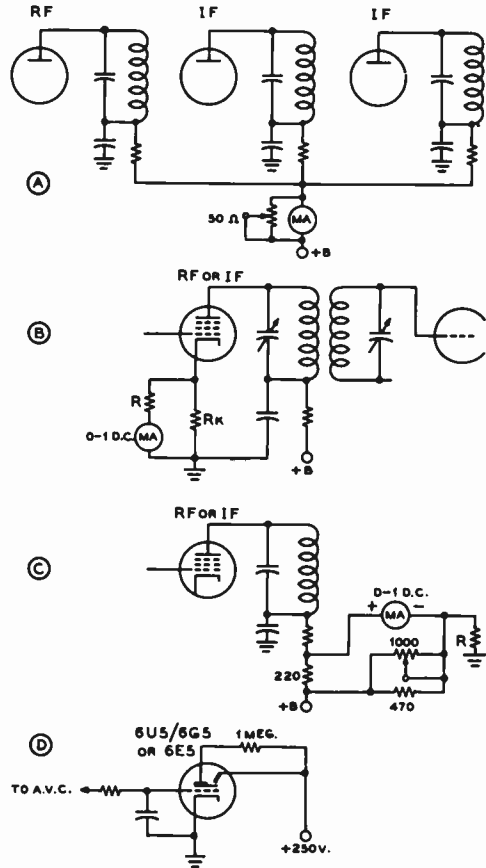 RF IF IF
A
50 Ω
MA
+B
RF OR IF
B
R
RK
0-1 D.C. MA
+B
RF OR IF
C
0-1 D.C.
+ MA -
1000
R
220
+B
470
D
6U5/6G5
OR 6E5
1 MEG.
TO A.V.C.
+250V.